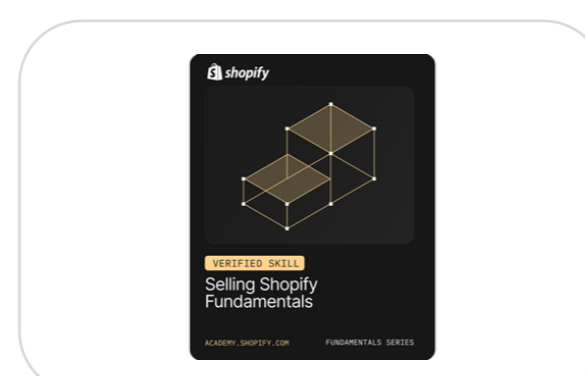 shopify
VERIFIED SKILL
Selling Shopify
Fundamentals
ACADEMY.SHOPIFY.COM FUNDAMENTALS SERIES